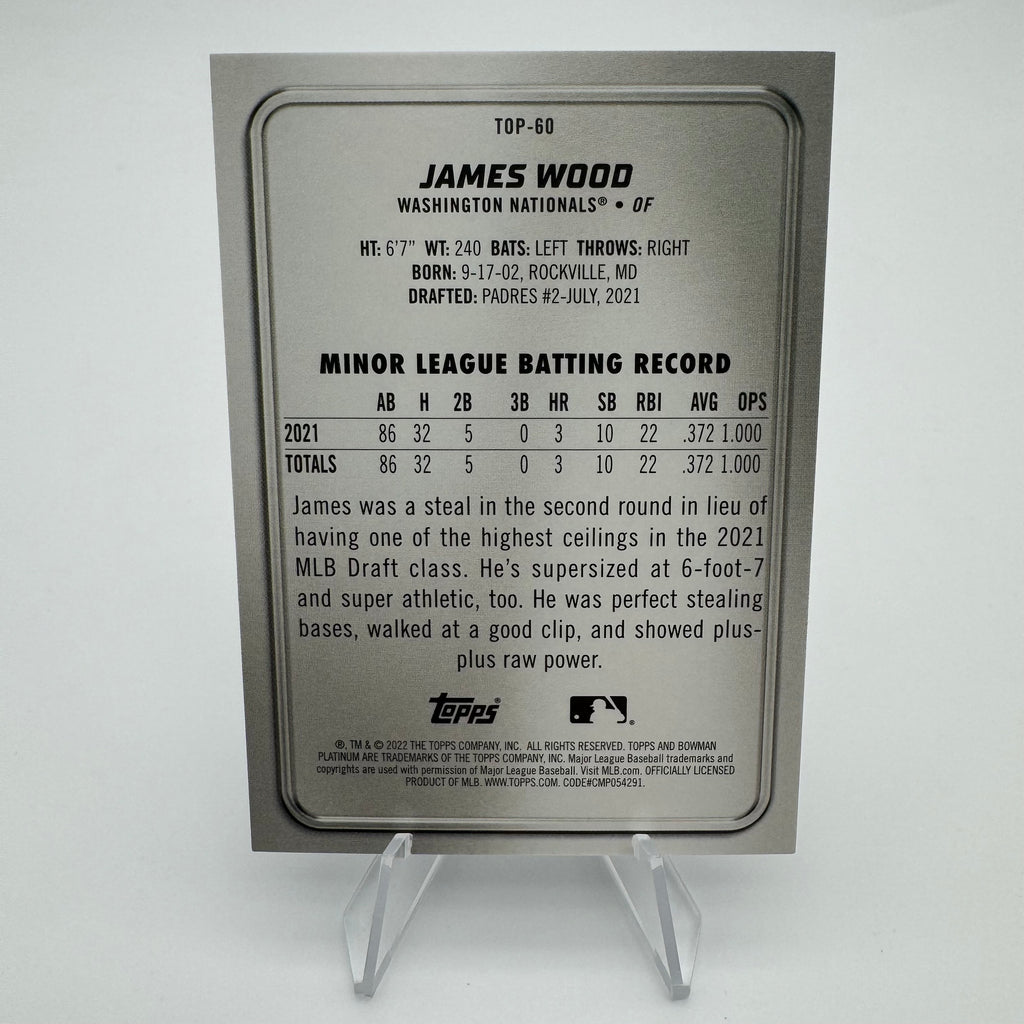 TOP-60
JAMES WOOD
WASHINGTON NATIONALS® • OF
HT: 6'7" WT: 240 BATS: LEFT THROWS: RIGHT
BORN: 9-17-02, ROCKVILLE, MD
DRAFTED: PADRES #2-JULY, 2021
MINOR LEAGUE BATTING RECORD
AB H 2B 3B HR SB RBI AVG OPS
2021 86 32 5 0 3 10 22 .372 1.000
TOTALS 86 32 5 0 3 10 22 .372 1.000
James was a steal in the second round in lieu of
having one of the highest ceilings in the 2021
MLB Draft class. He's supersized at 6-foot-7
and super athletic, too. He was perfect stealing
bases, walked at a good clip, and showed plus-
plus raw power.
topps® ®
®, TM & © 2022 THE TOPPS COMPANY, INC. ALL RIGHTS RESERVED. TOPPS AND BOWMAN
PLATINUM ARE TRADEMARKS OF THE TOPPS COMPANY, INC. Major League Baseball trademarks and
copyrights are used with permission of Major League Baseball. Visit MLB.com. OFFICIALLY LICENSED
PRODUCT OF MLB. WWW.TOPPS.COM. CODE#CMP054291.